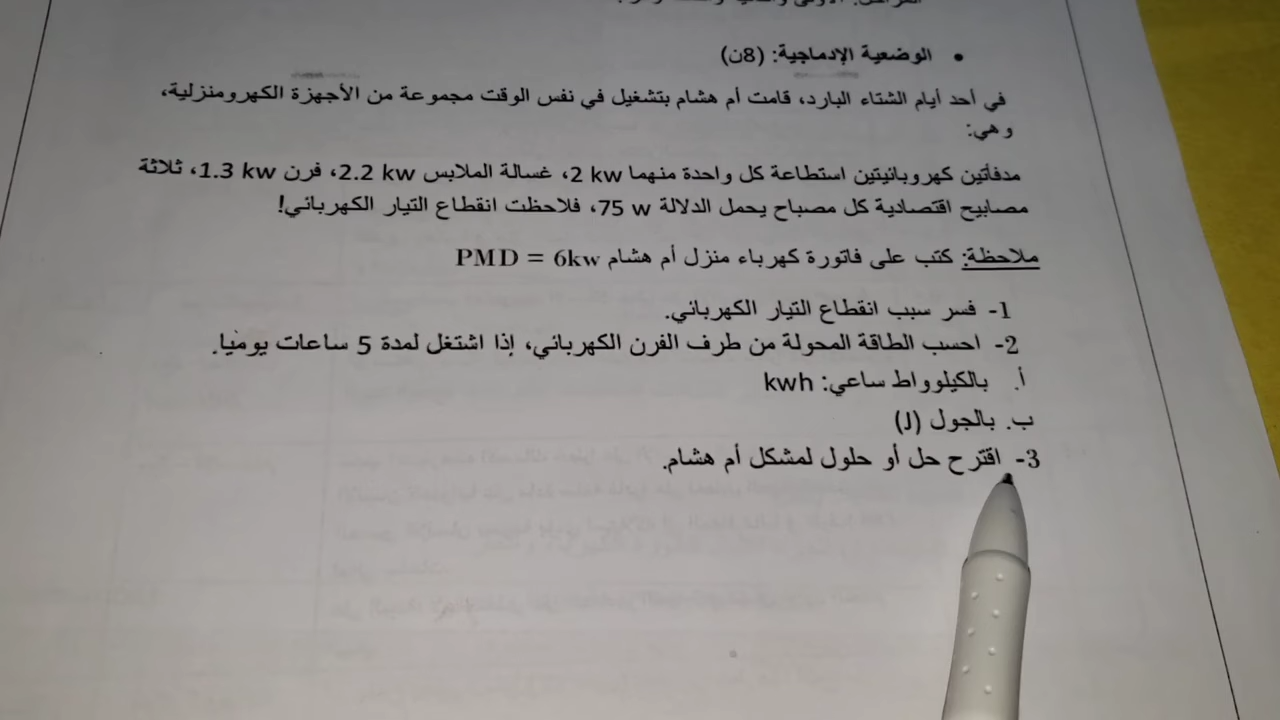 • الوضعية الإدماجية: (8ن)
في أحد أيام الشتاء البارد، قامت أم هشام بتشغيل في نفس الوقت مجموعة من الأجهزة الكهرومنزلية،
وهي:
مدفأتين كهروبائيتين استطاعة كل واحدة منهما 2 kw، غسالة الملابس 2.2 kw، فرن 1.3 kw، ثلاثة
مصابيح اقتصادية كل مصباح يحمل الدلالة 75 w، فلاحظت انقطاع التيار الكهربائي!
ملاحظة: كتب على فاتورة كهرباء منزل أم هشام PMD = 6kw
1- فسر سبب انقطاع التيار الكهربائي.
2- احسب الطاقة المحولة من طرف الفرن الكهربائي، إذا اشتغل لمدة 5 ساعات يوميا.
أ. بالكيلوواط ساعي: kwh
ب. بالجول (J)
3- اقترح حل أو حلول لمشكل أم هشام.